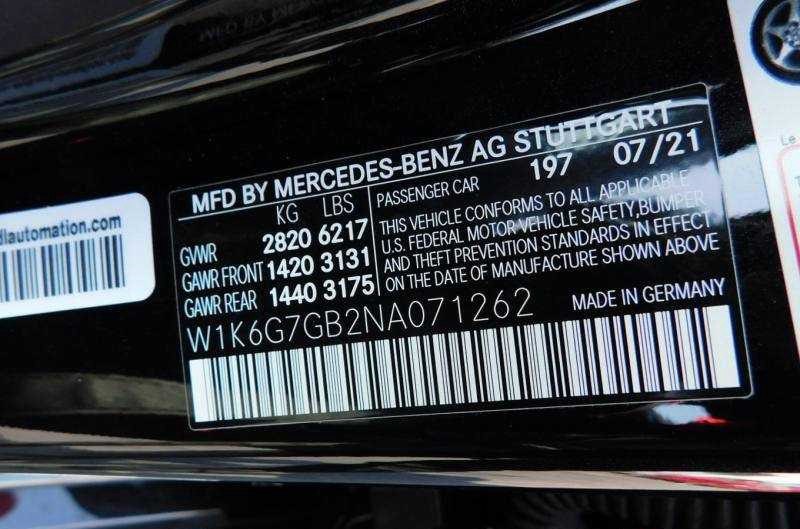 MFD BY MERCEDES-BENZ AG STUTTGART
KG LBS
GVWR 2820 6217
GAWR FRONT 1420 3131
GAWR REAR 1440 3175
PASSENGER CAR 197 07/21
THIS VEHICLE CONFORMS TO ALL APPLICABLE
U.S. FEDERAL MOTOR VEHICLE SAFETY,BUMPER
AND THEFT PREVENTION STANDARDS IN EFFECT
ON THE DATE OF MANUFACTURE SHOWN ABOVE
W1K6G7GB2NA071262
MADE IN GERMANY
dlautomation.com